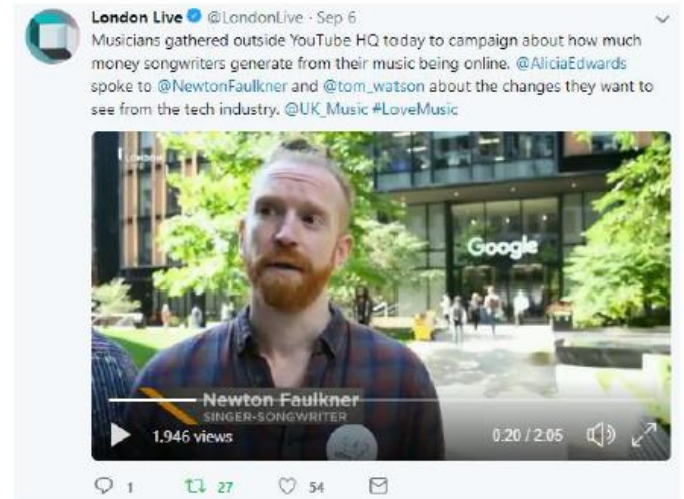 London Live @LondonLive · Sep 6
Musicians gathered outside YouTube HQ today to campaign about how much
money songwriters generate from their music being online. @AliciaEdwards
spoke to @NewtonFaulkner and @tom_watson about the changes they want to
see from the tech industry. @UK_Music #LoveMusic
LONDON
Google
Newton Faulkner
SINGER-SONGWRITER
1,946 views
0:20 / 2:05
1
27
54